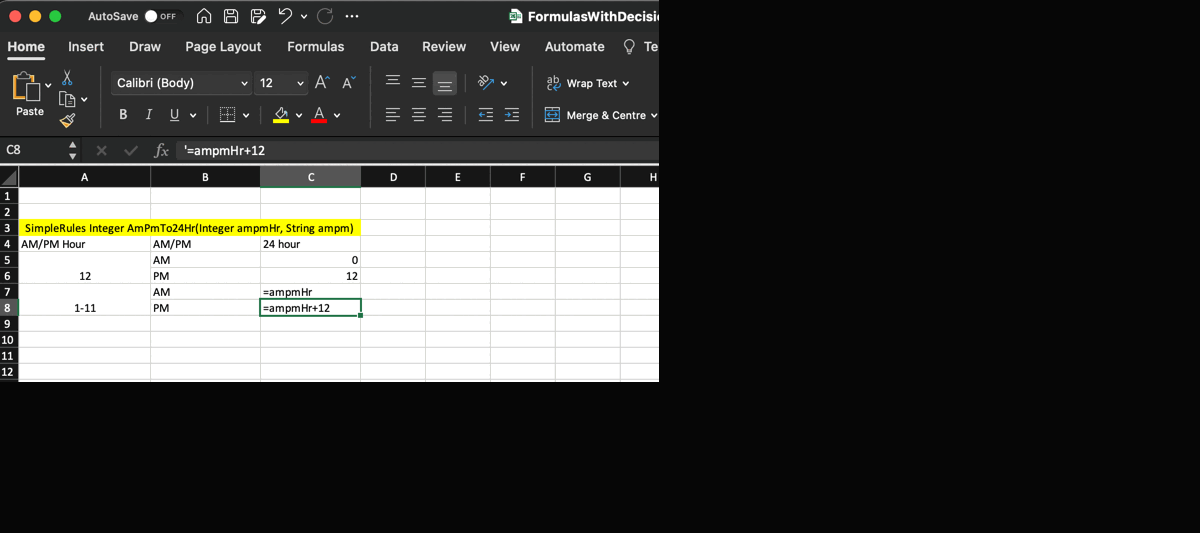 AutoSave OFF FormulasWithDecisi
Home Insert Draw Page Layout Formulas Data Review View Automate Te
Paste Calibri (Body) 12 A A ab Wrap Text
B I U A Merge & Centre
C8 fx '=ampmHr+12
A B C D E F G H
1
2
3 SimpleRules Integer AmPmTo24Hr(Integer ampmHr, String ampm)
4 AM/PM Hour AM/PM 24 hour
5 AM 0
6 12 PM 12
7 AM =ampmHr
8 1-11 PM =ampmHr+12
9
10
11
12